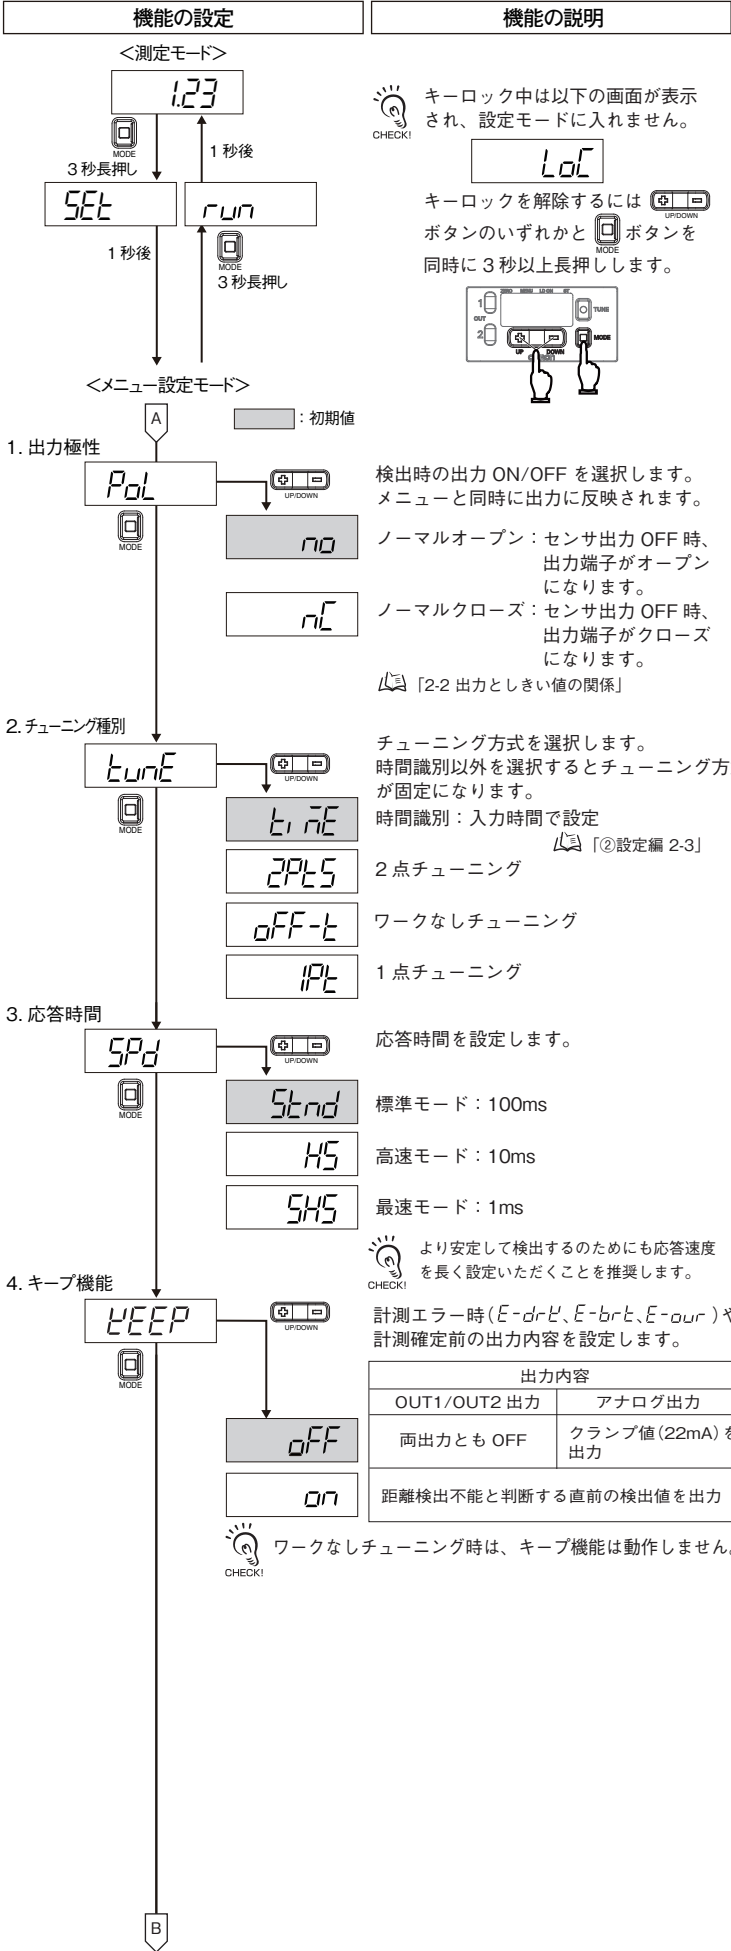 機能の設定
機能の説明
＜測定モード＞
1.23
MODE
3秒長押し
1秒後
SEt
run
1秒後
MODE
3秒長押し
＜メニュー設定モード＞
A
：初期値
CHECK!
キーロック中は以下の画面が表示
され、設定モードに入れません。
LoC
キーロックを解除するには
UP/DOWN
ボタンのいずれかと
MODE
ボタンを
同時に3秒以上長押しします。
1
OUT
2
ZERO
TUNE
MODE
UP
DOWN
1. 出力極性
PoL
MODE
UP/DOWN
no
nC
検出時の出力 ON/OFF を選択します。
メニューと同時に出力に反映されます。
ノーマルオープン：センサ出力 OFF 時、
出力端子がオープン
になります。
ノーマルクローズ：センサ出力 OFF 時、
出力端子がクローズ
になります。
「2-2 出力としきい値の関係」
2. チューニング種別
tunE
MODE
UP/DOWN
timE
2PtS
oFF-t
1Pt
チューニング方式を選択します。
時間識別以外を選択するとチューニング方
が固定になります。
時間識別：入力時間で設定
「②設定編 2-3」
2点チューニング
ワークなしチューニング
1点チューニング
3. 応答時間
SPd
MODE
UP/DOWN
Stnd
HS
SHS
応答時間を設定します。
標準モード：100ms
高速モード：10ms
最速モード：1ms
CHECK!
より安定して検出するのためにも応答速度
を長く設定いただくことを推奨します。
4. キープ機能
KEEP
MODE
UP/DOWN
oFF
on
計測エラー時（E-drK、E-brt、E-our）や
計測確定前の出力内容を設定します。
出力内容
OUT1/OUT2 出力
アナログ出力
両出力とも OFF
クランプ値（22mA）を
出力
距離検出不能と判断する直前の検出値を出力
CHECK!
ワークなしチューニング時は、キープ機能は動作しません。
B